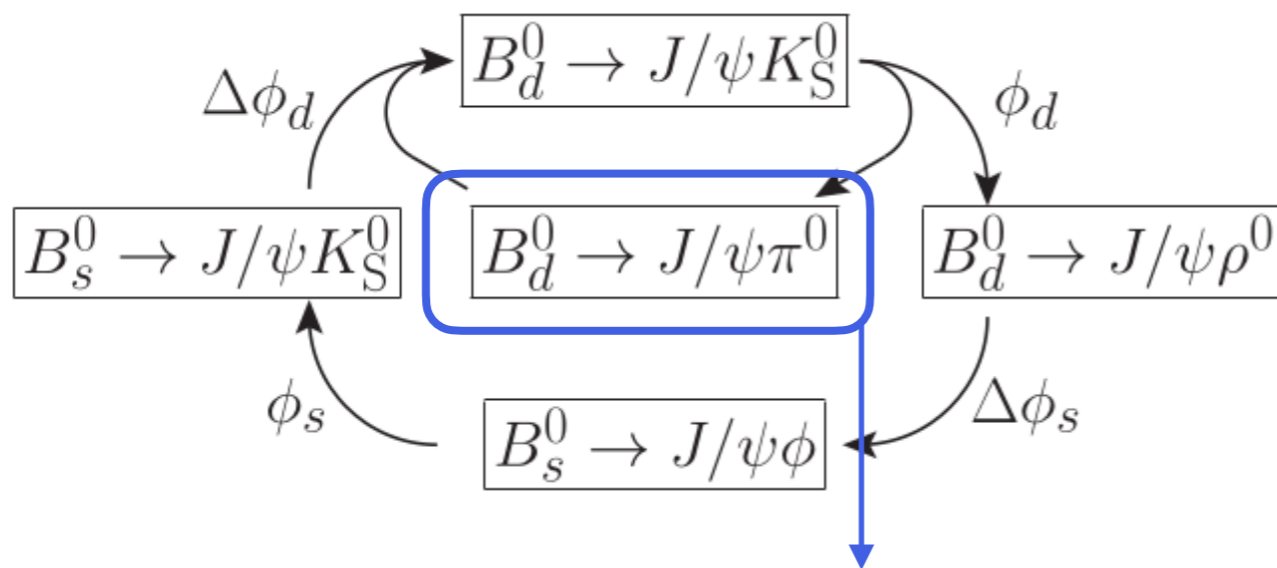 B_d^0 → J/ψK_S^0
Δϕ_d
ϕ_d
B_s^0 → J/ψK_S^0
B_d^0 → J/ψπ^0
B_d^0 → J/ψρ^0
ϕ_s
B_s^0 → J/ψϕ
Δϕ_s